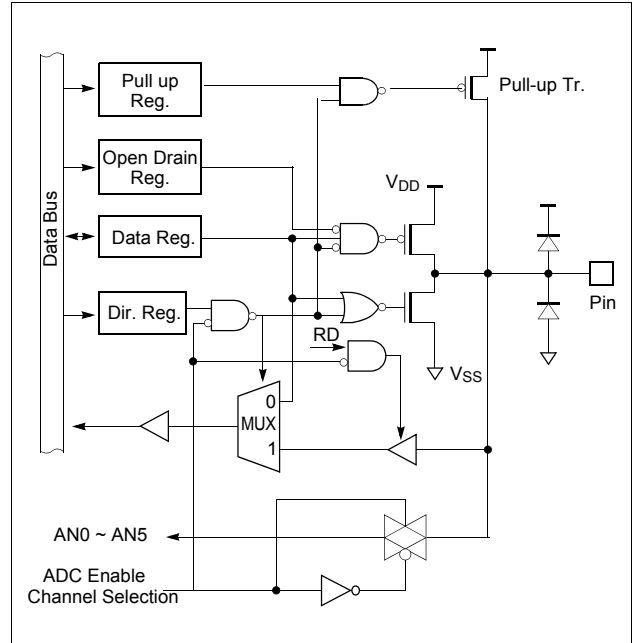 Pull up
Reg.
Pull-up Tr.
Open Drain
Reg.
VDD
Data Bus
Data Reg.
Dir. Reg.
Pin
RD
VSS
0
MUX
1
AN0 ~ AN5
ADC Enable
Channel Selection